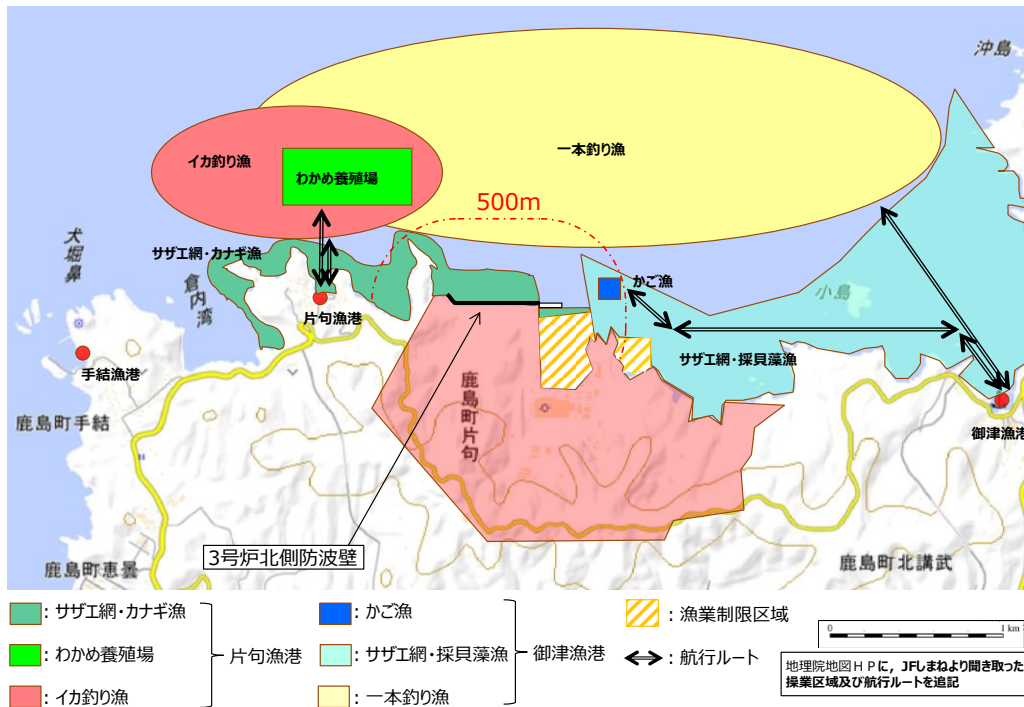 沖島
イカ釣り漁
一本釣り漁
わかめ養殖場
500m
犬堀鼻
サザエ網・カナギ漁
倉内湾
かご漁
小島
片句漁港
手結漁港
サザエ網・採貝藻漁
鹿島町片句
鹿島町手結
御津漁港
3号炉北側防波壁
鹿島町恵曇
鹿島町北講武
: サザエ網・カナギ漁
: わかめ養殖場
: イカ釣り漁
片句漁港
: かご漁
: サザエ網・採貝藻漁
: 一本釣り漁
御津漁港
: 漁業制限区域
: 航行ルート
0 1 km
地理院地図HPに，JFしまねより聞き取った
操業区域及び航行ルートを追記